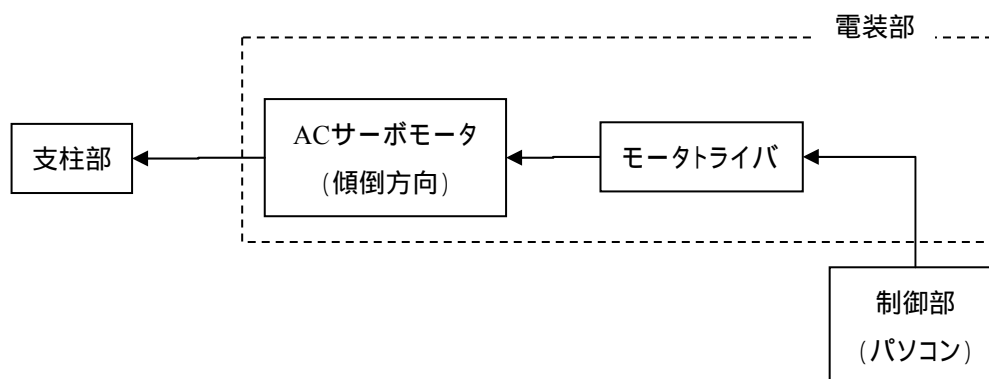 電装部
ACサーボモータ
(傾倒方向)
支柱部
モータトライバ
制御部
(パソコン)